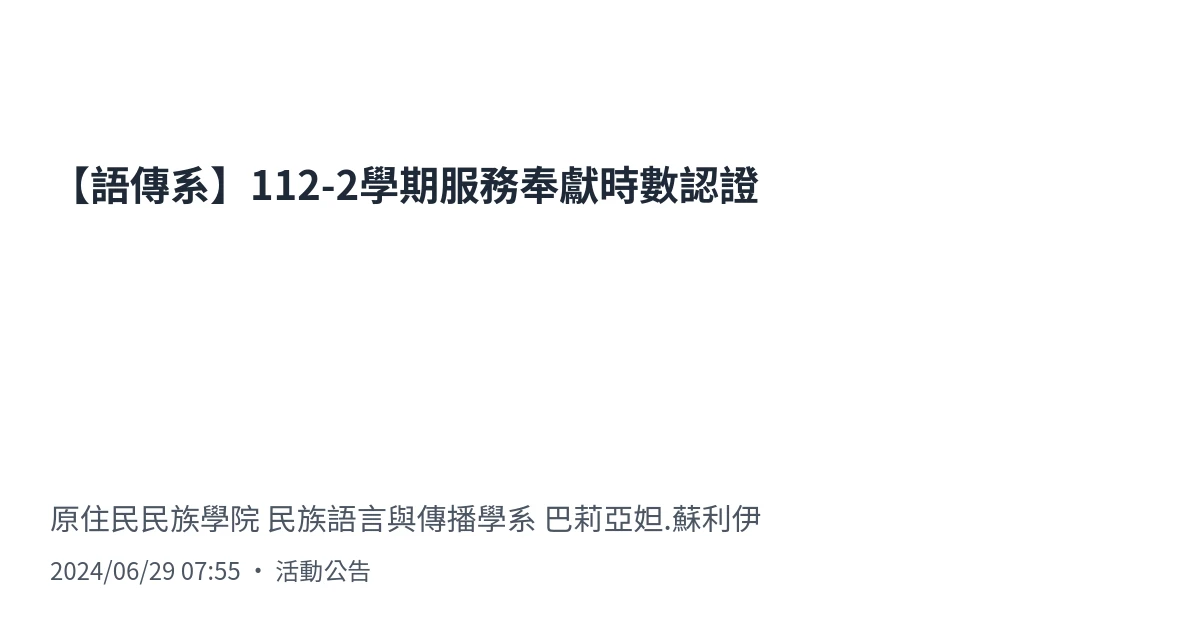 【語傳系】112-2學期服務奉獻時數認證
原住民民族學院 民族語言與傳播學系 巴莉亞妲.蘇利伊
2024/06/29 07:55 • 活動公告